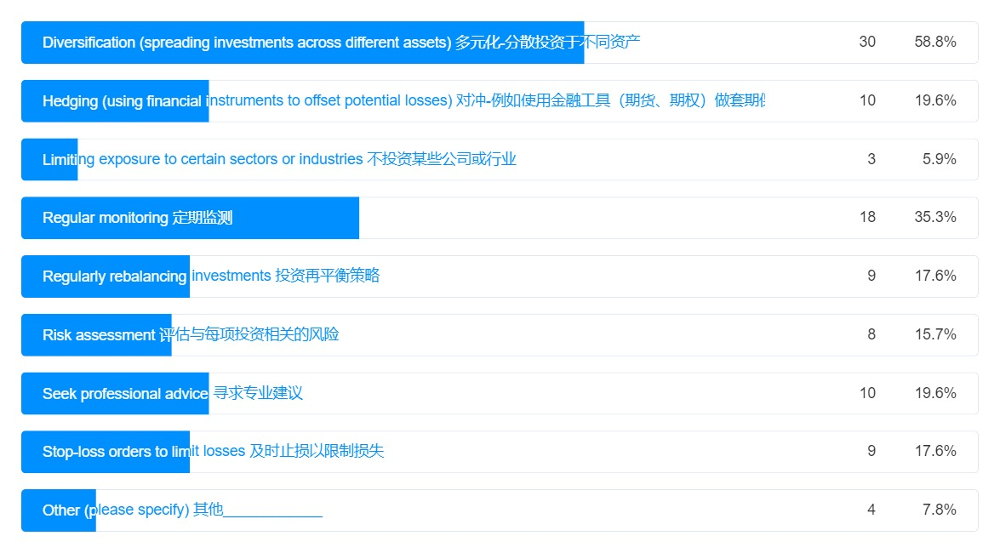 Diversification (spreading investments across different assets) 多元化-分散投资于不同资产 30 58.8%
Hedging (using financial instruments to offset potential losses) 对冲-例如使用金融工具（期货、期权）做套期 10 19.6%
Limiting exposure to certain sectors or industries 不投资某些公司或行业 3 5.9%
Regular monitoring 定期监测 18 35.3%
Regularly rebalancing investments 投资再平衡策略 9 17.6%
Risk assessment 评估与每项投资相关的风险 8 15.7%
Seek professional advice 寻求专业建议 10 19.6%
Stop-loss orders to limit losses 及时止损以限制损失 9 17.6%
Other (please specify) 其他____________ 4 7.8%